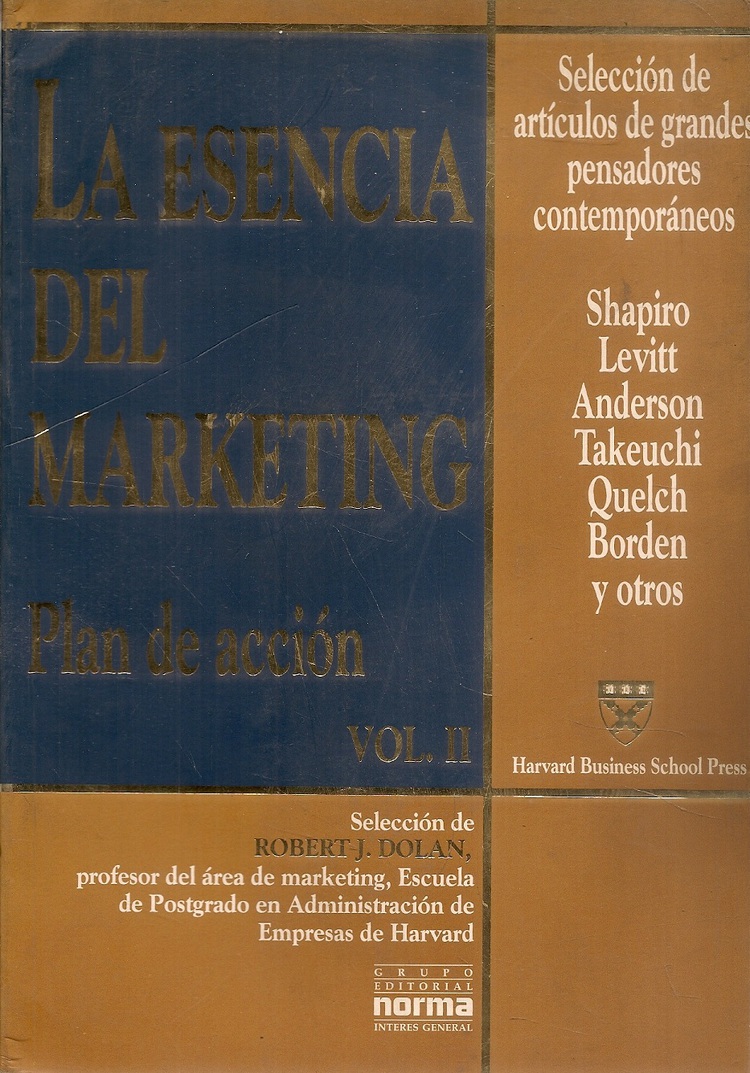 LA ESENCIA
DEL
MARKETING
Plan de acción
VOL. II
Selección de
artículos de grandes
pensadores
contemporáneos
Shapiro
Levitt
Anderson
Takeuchi
Quelch
Borden
y otros
Harvard Business School Press
Selección de
ROBERT J. DOLAN,
profesor del área de marketing, Escuela
de Postgrado en Administración de
Empresas de Harvard
GRUPO
EDITORIAL
norma
INTERES GENERAL